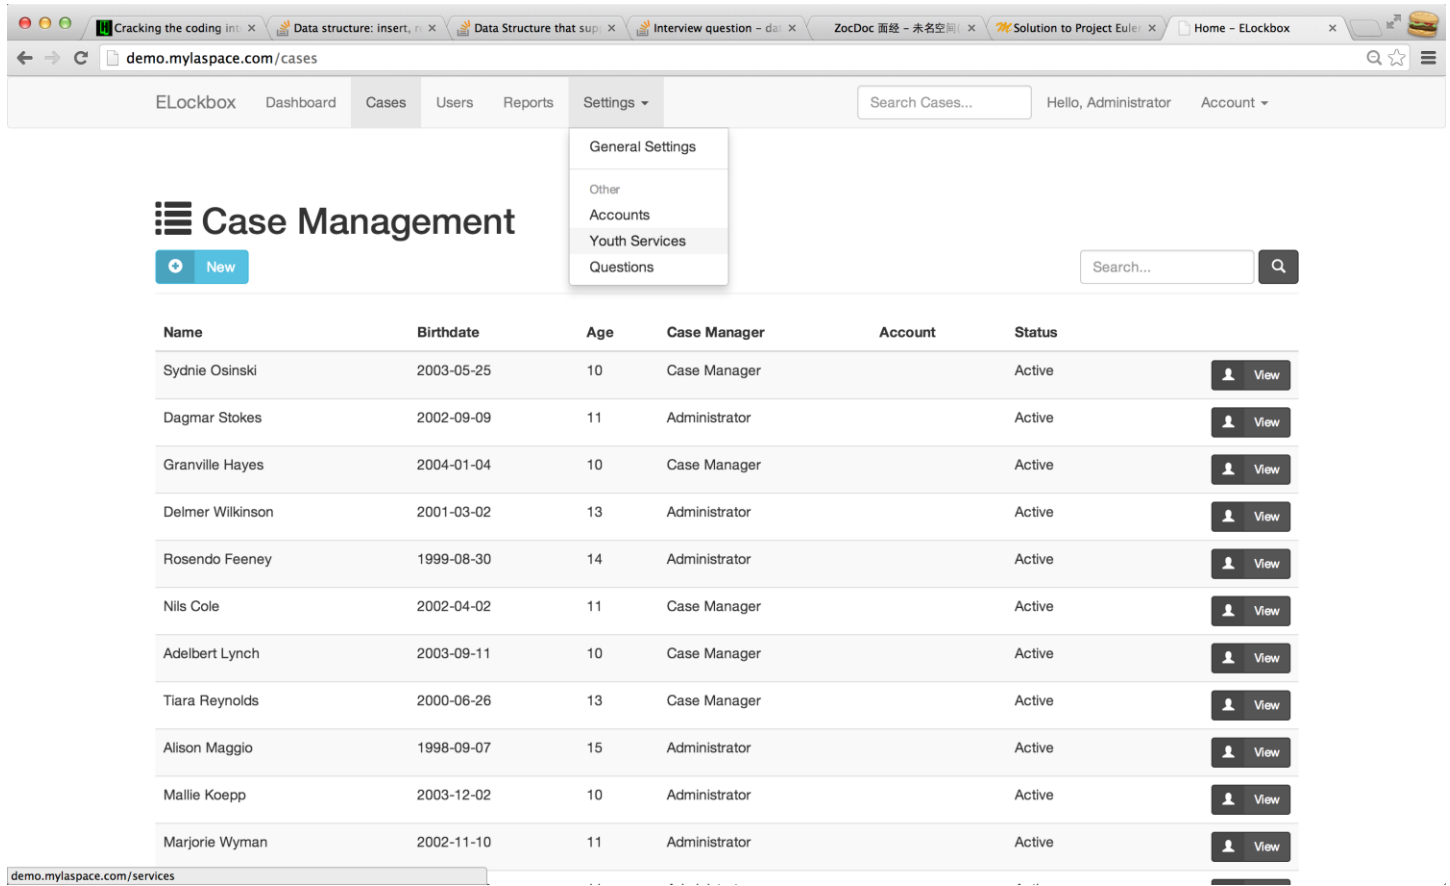 Cracking the coding int
Data structure: insert, r
Data Structure that sup
Interview question – dat
ZocDoc 面经 – 未名空间(
Solution to Project Euler
Home – ELockbox
demo.mylaspace.com/cases
ELockbox Dashboard Cases Users Reports Settings Search Cases... Hello, Administrator Account
General Settings
Other
Accounts
Youth Services
Questions
Case Management
New
Search...
Name Birthdate Age Case Manager Account Status
Sydnie Osinski 2003-05-25 10 Case Manager Active View
Dagmar Stokes 2002-09-09 11 Administrator Active View
Granville Hayes 2004-01-04 10 Case Manager Active View
Delmer Wilkinson 2001-03-02 13 Administrator Active View
Rosendo Feeney 1999-08-30 14 Administrator Active View
Nils Cole 2002-04-02 11 Case Manager Active View
Adelbert Lynch 2003-09-11 10 Case Manager Active View
Tiara Reynolds 2000-06-26 13 Case Manager Active View
Alison Maggio 1998-09-07 15 Administrator Active View
Mallie Koepp 2003-12-02 10 Administrator Active View
Marjorie Wyman 2002-11-10 11 Administrator Active View
demo.mylaspace.com/services